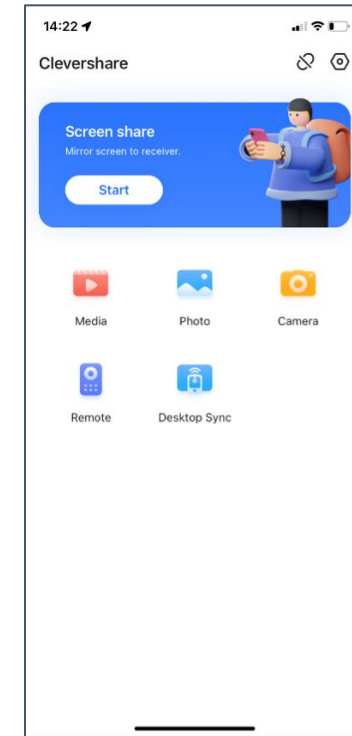 14:22
Clevershare
Screen share
Mirror screen to receiver.
Start
Media
Photo
Camera
Remote
Desktop Sync